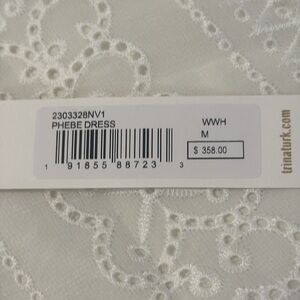 2303328NV1
PHEBE DRESS
WWH
M
$ 358.00
1 91855 88723 3
trinaturk.com